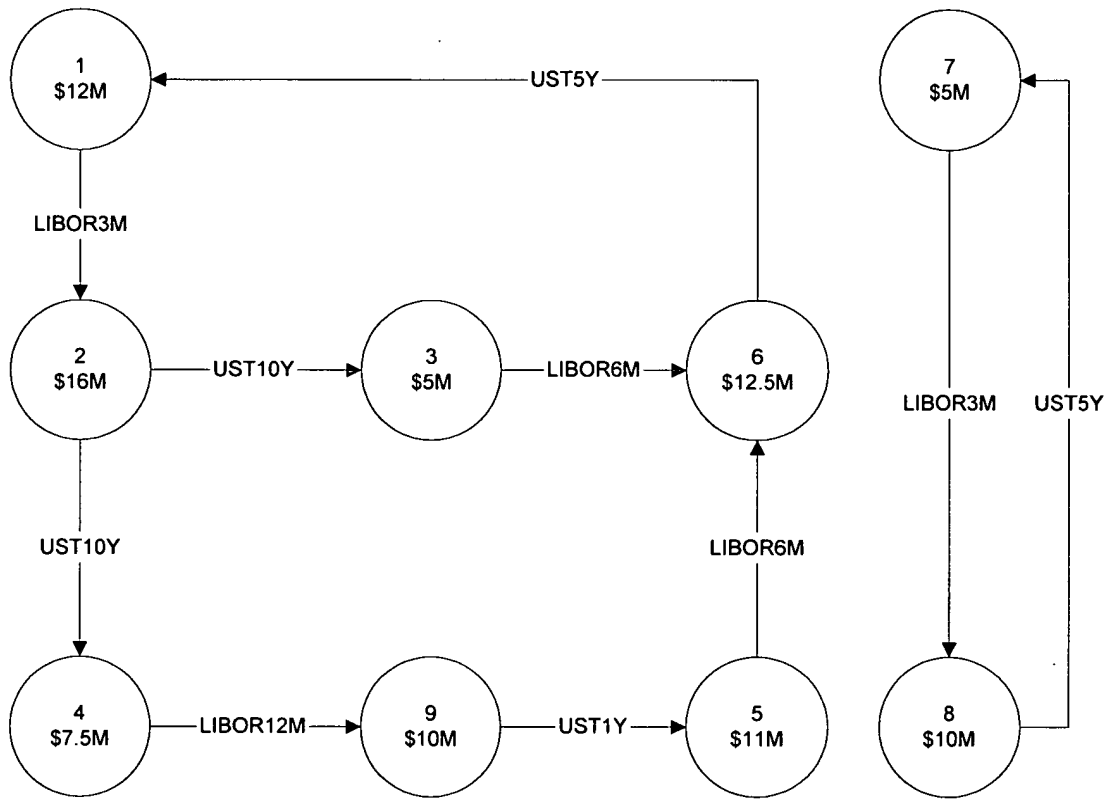 1
$12M
UST5Y
7
$5M
LIBOR3M
2
$16M
UST10Y
3
$5M
LIBOR6M
6
$12.5M
LIBOR3M
UST5Y
UST10Y
LIBOR6M
4
$7.5M
LIBOR12M
9
$10M
UST1Y
5
$11M
8
$10M